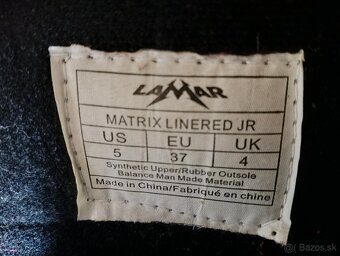 LAMAR
MATRIX LINERED JR
US EU UK
5 37 4
Synthetic Upper/Rubber Outsole
Balance Man Made Material
Made in China/Fabriqué en chine
Bazos.sk